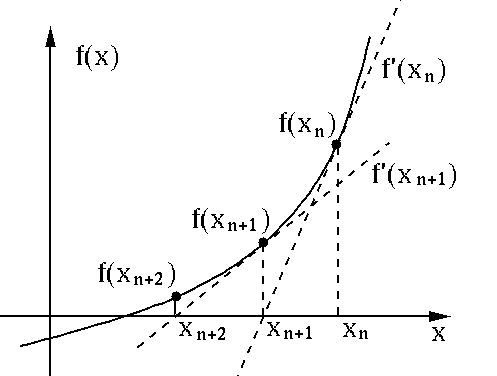 f(x)
f'(xₙ)
f(xₙ)
f'(xₙ₊₁)
f(xₙ₊₁)
f(xₙ₊₂)
xₙ₊₂
xₙ₊₁
xₙ
x